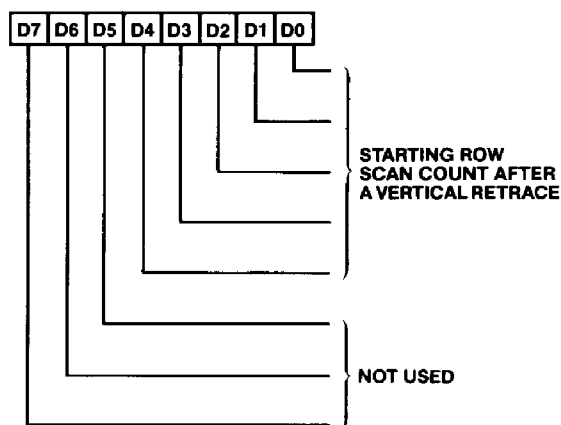 D7 D6 D5 D4 D3 D2 D1 D0
STARTING ROW
SCAN COUNT AFTER
A VERTICAL RETRACE
NOT USED